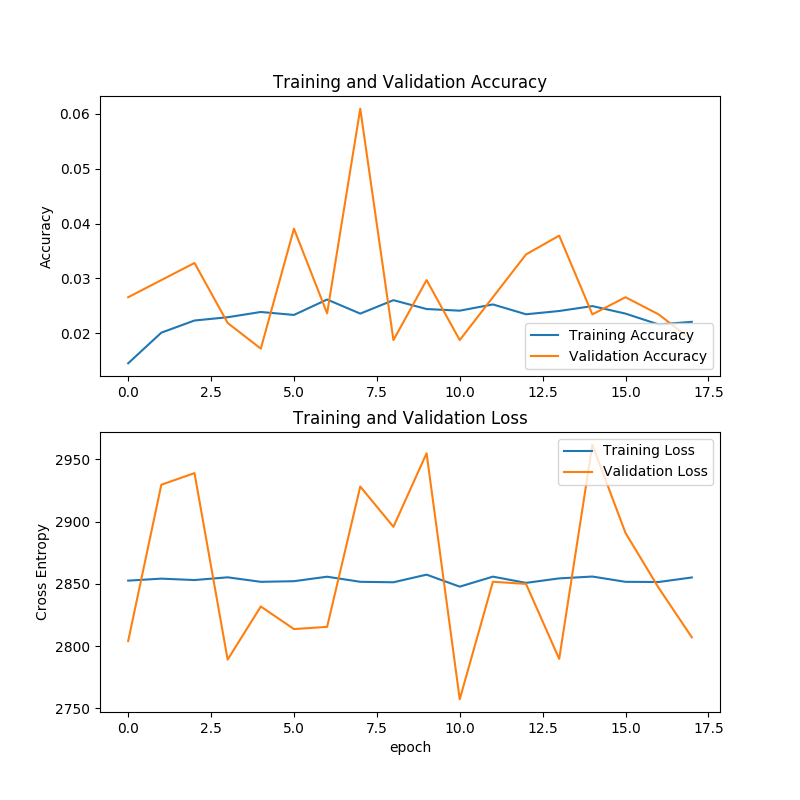 Training and Validation Accuracy
Accuracy
0.06
0.05
0.04
0.03
0.02
Training Accuracy
Validation Accuracy
0.0 2.5 5.0 7.5 10.0 12.5 15.0 17.5
Training and Validation Loss
Cross Entropy
2950
2900
2850
2800
2750
Training Loss
Validation Loss
0.0 2.5 5.0 7.5 10.0 12.5 15.0 17.5
epoch